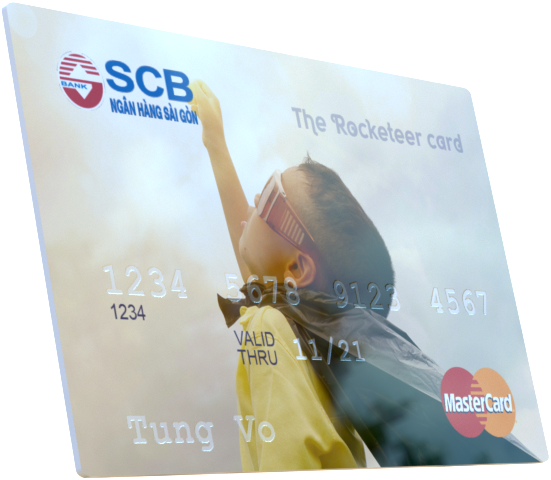 BANK
SCB
NGÂN HÀNG SÀI GÒN
The Rocketeer card
1234 5678 9123 4567
1234
VALID
THRU 11/21
Tung Vo
MasterCard